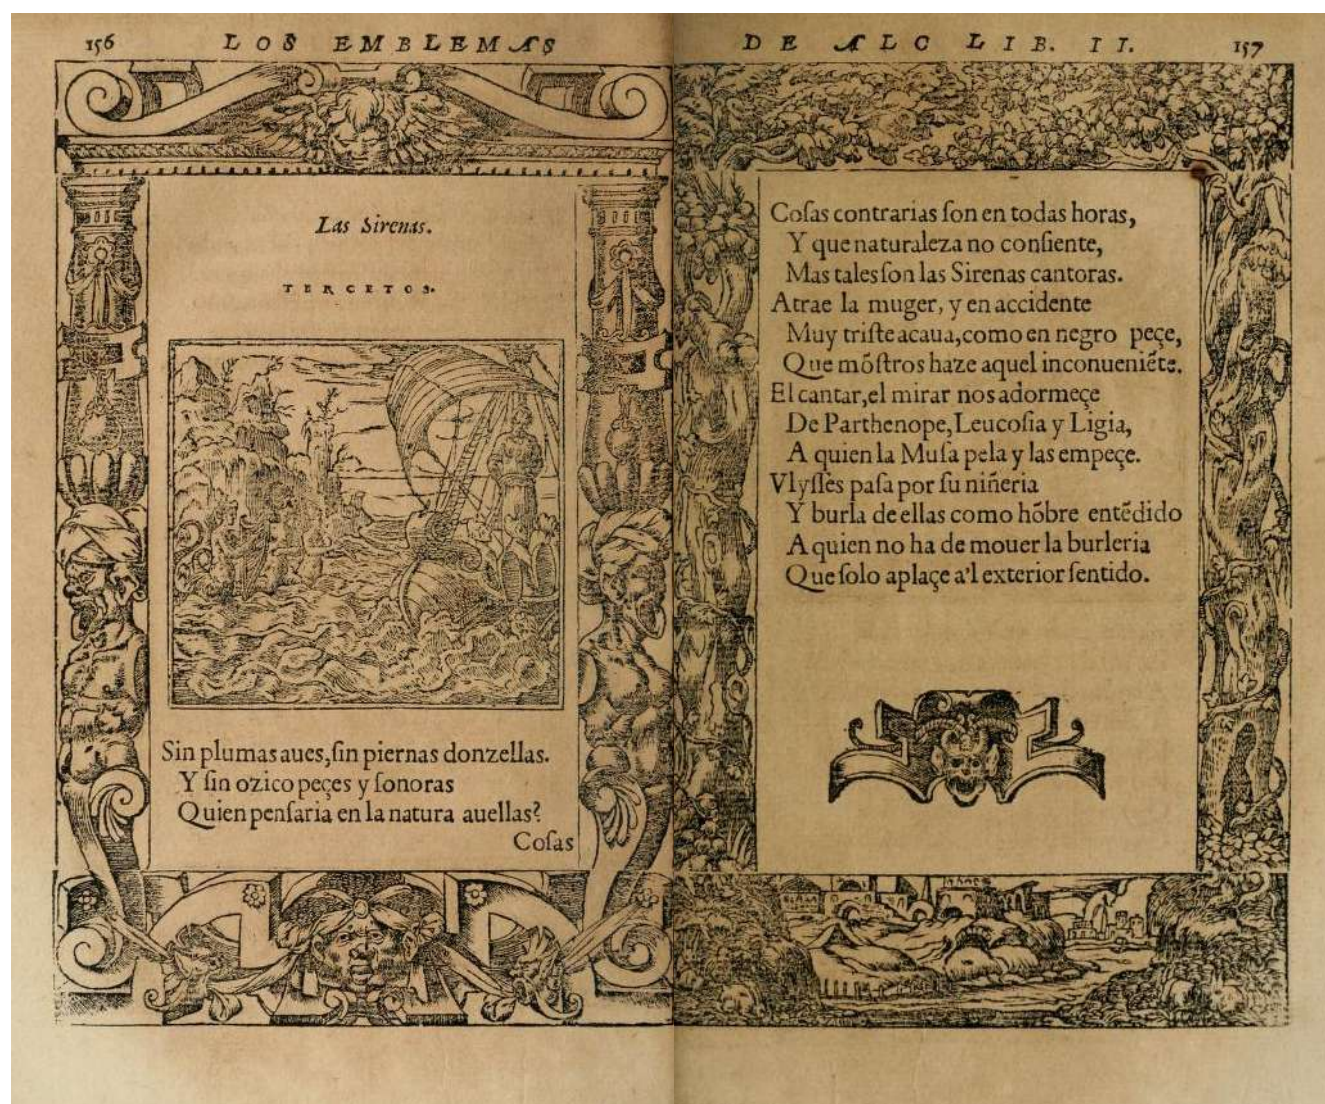 156 LOS EMBLEMAS
Las Sirenas.
TERCETOS.
Sin plumas aues, ſin piernas donzellas.
Y ſin ozico peçes y ſonoras
Quien penſaria en la natura auellas?
Coſas
DE ALC LIB. II. 157
Coſas contrarias ſon en todas horas,
Y que naturaleza no conſiente,
Mas tales ſon las Sirenas cantoras.
Atrae la muger, y en accidente
Muy triſte acaua, como en negro peçe,
Que mõſtros haze aquel inconueniẽte.
El cantar, el mirar nos adormeçe
De Parthenope, Leucoſia y Ligia,
A quien la Muſa pela y las empeçe.
Vlyſſes paſa por ſu niñeria
Y burla de ellas como hõbre entẽdido
A quien no ha de mouer la burleria
Que ſolo aplaçe a'l exterior ſentido.